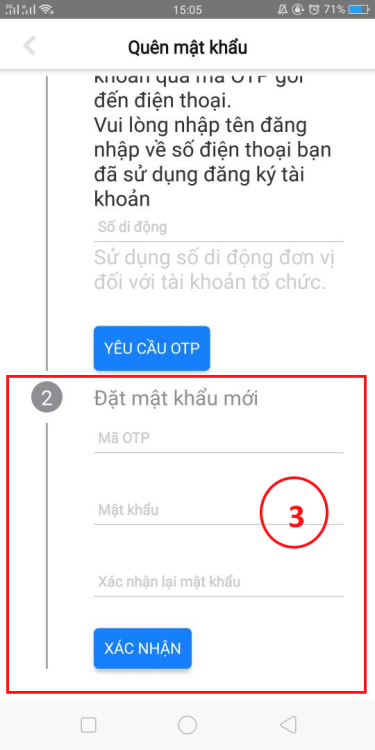 15:05
71%
Quên mật khẩu
khoản qua mã OTP gởi
đến điện thoại.
Vui lòng nhập tên đăng
nhập về số điện thoại bạn
đã sử dụng đăng ký tài
khoản
Số di động
Sử dụng số di động đơn vị
đối với tài khoản tổ chức.
YÊU CẦU OTP
2
Đặt mật khẩu mới
Mã OTP
Mật khẩu
3
Xác nhận lại mật khẩu
XÁC NHẬN